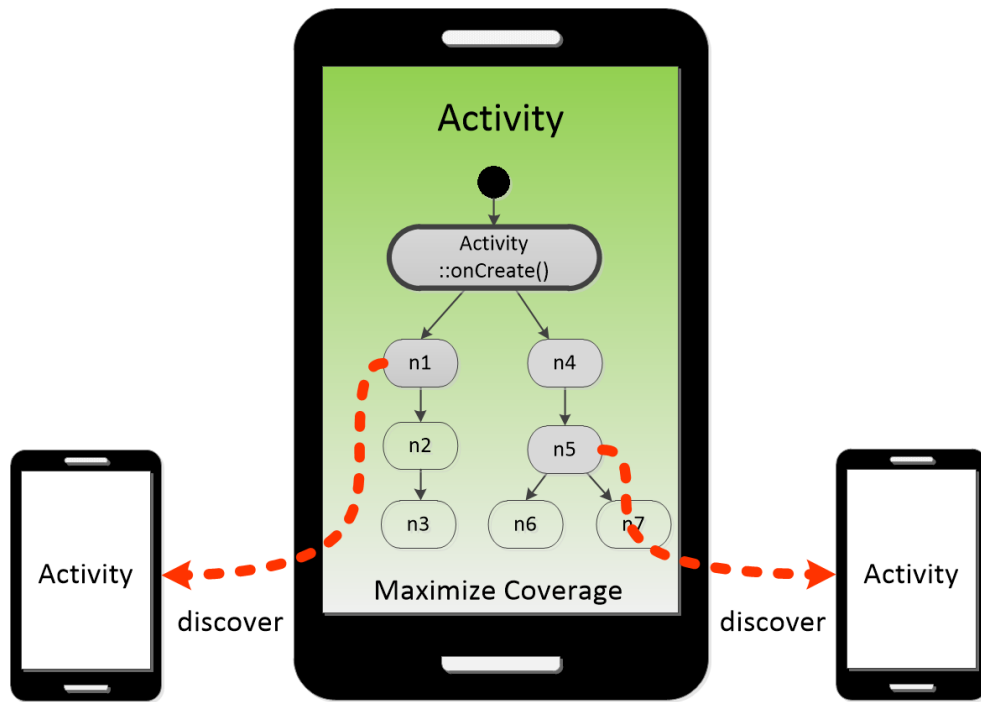 Activity
Activity
::onCreate()
n1
n4
n2
n5
n3
n6
n7
Maximize Coverage
Activity
discover
Activity
discover